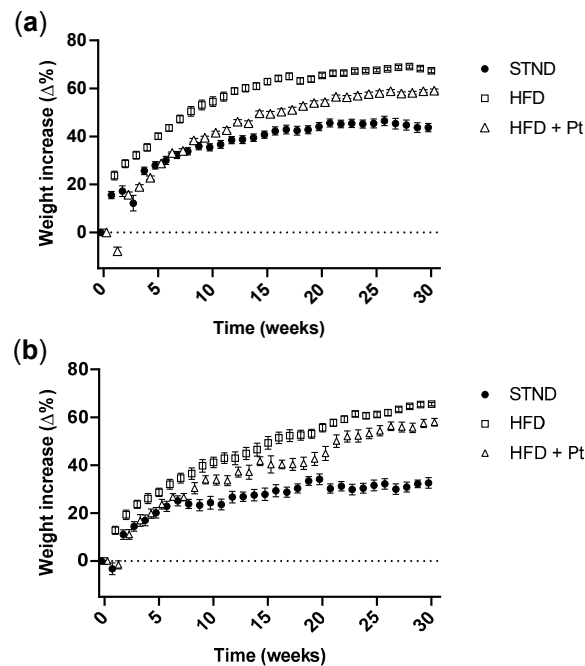 (a)
80
60
40
20
0
Weight increase (Δ%)
0 5 10 15 20 25 30
Time (weeks)
STND
HFD
HFD + Pt
(b)
80
60
40
20
0
Weight increase (Δ%)
0 5 10 15 20 25 30
Time (weeks)
STND
HFD
HFD + Pt